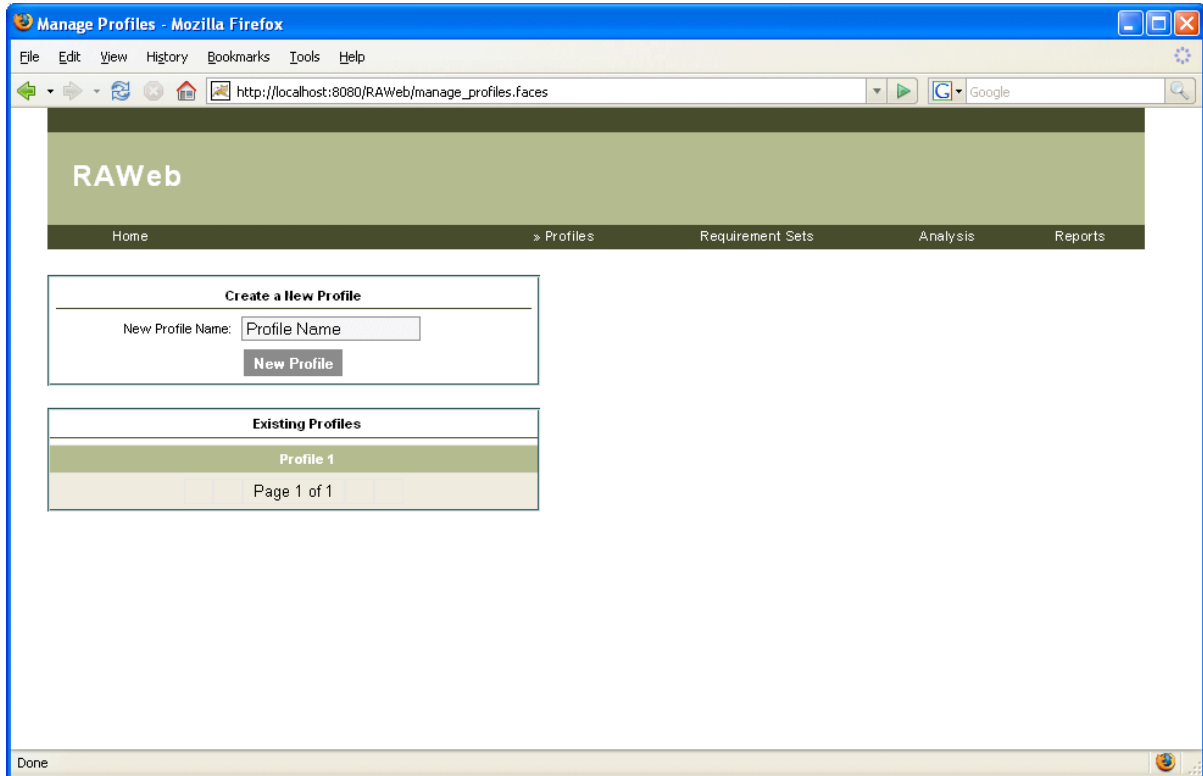 Manage Profiles - Mozilla Firefox
File Edit View History Bookmarks Tools Help
http://localhost:8080/RAWeb/manage_profiles.faces G Google
RAWeb
Home » Profiles Requirement Sets Analysis Reports
Create a New Profile
New Profile Name: Profile Name
New Profile
Existing Profiles
Profile 1
Page 1 of 1
Done